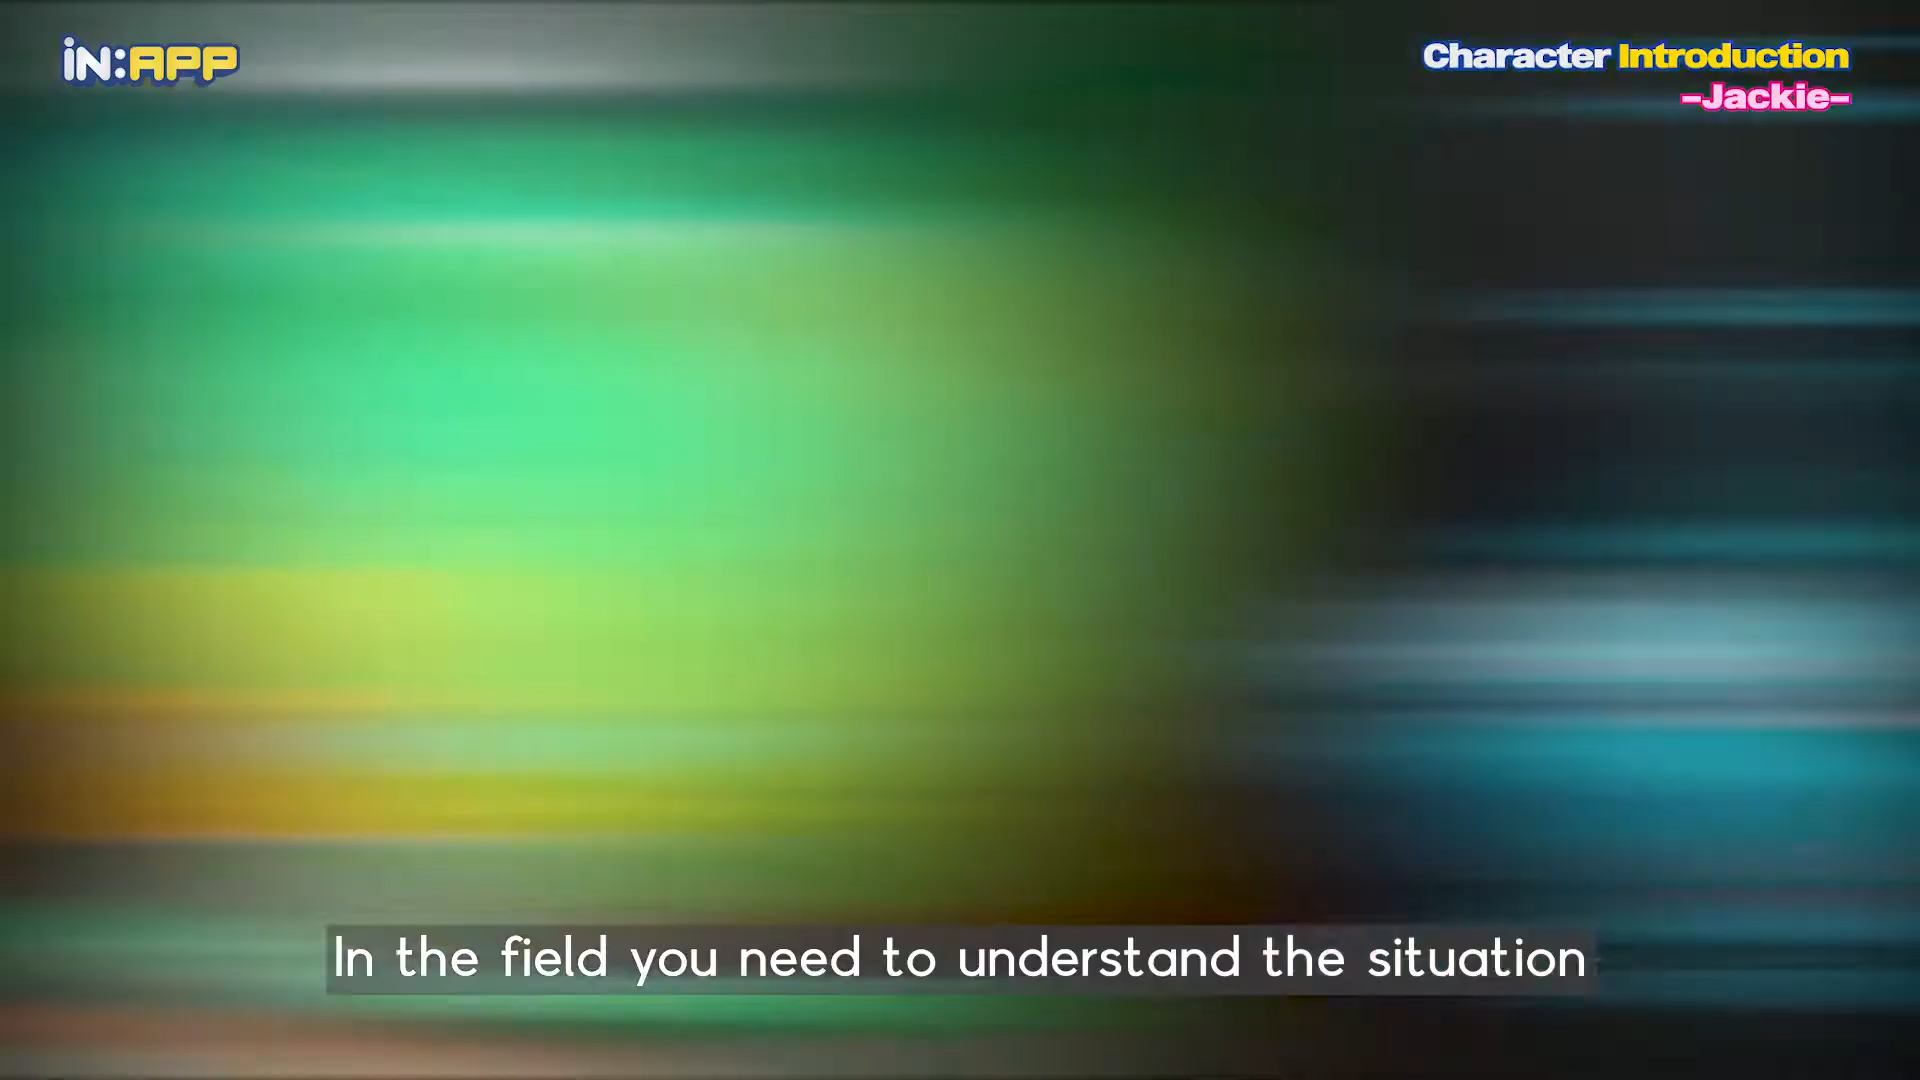 iN:APP
Character Introduction
-Jackie-
In the field you need to understand the situation